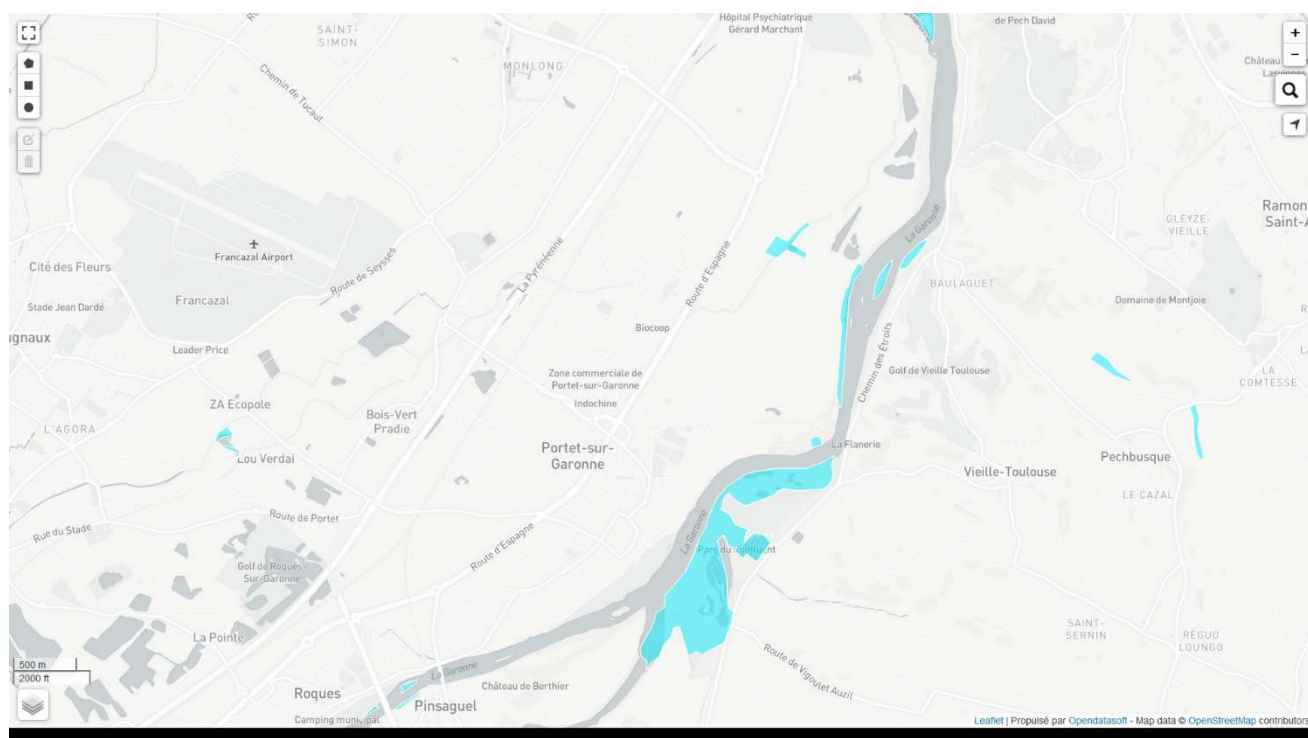 SAINT-
SIMON
Hôpital Psychiatrique
Gérard Marchant
de Pech David
+
−
Château
MONLONG
Chemin de Tucaut
Ramon
Saint-A
GLEYZE-
VIEILLE
La Garonne
Francazal Airport
Cité des Fleurs
Route de Seysses
La Pyrénéenne
Route d'Espagne
BAULAGUET
Francazal
Stade Jean Dardé
Domaine de Montjoie
Biocoop
ugnaux
Leader Price
Chemin des Étroits
Zone commerciale de
Portet-sur-Garonne
Golf de Vieille Toulouse
LA
COMTESSE
Indochine
ZA Ecopole
Bois-Vert
Pradie
L'AGORA
Lou Verdai
Portet-sur-
Garonne
La Flanerie
Vieille-Toulouse
Pechbusque
LE CAZAL
Route de Portet
Rue du Stade
La Garonne
Route d'Espagne
Parc du Confluent
Golf de Roques-
Sur-Garonne
La Pointe
SAINT-
SERNIN
RÉGUO
LOUNGO
500 m
2000 ft
La Garonne
Route de Vigoulet Auzil
Roques
Château de Berthier
Pinsaguel
Camping municipal
Leaflet | Propulsé par Opendatasoft - Map data © OpenStreetMap contributors